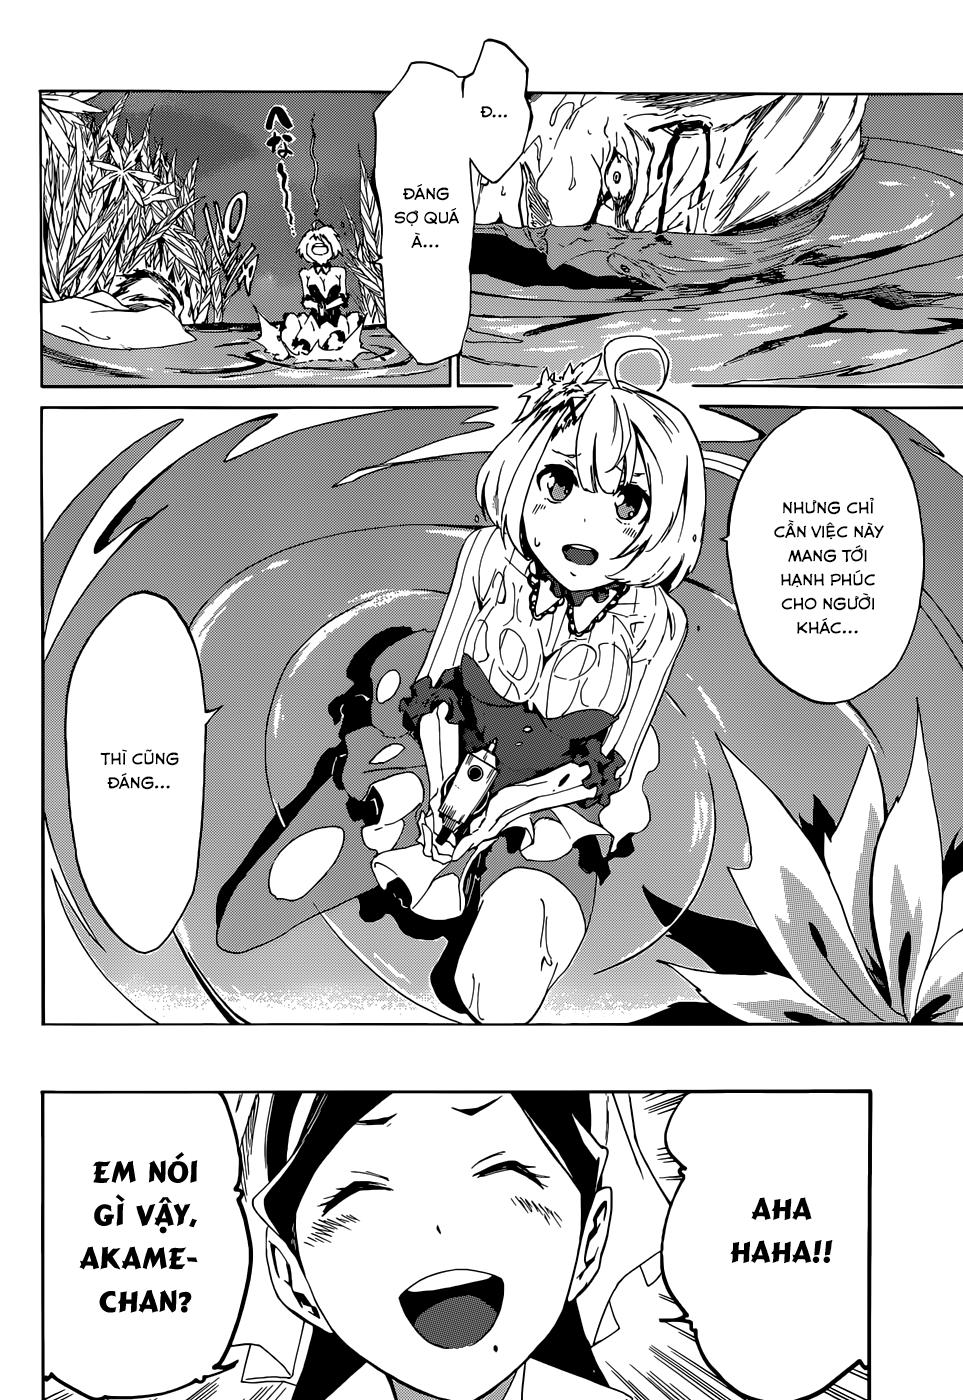 Đ...
ĐÁNG
SỢ QUÁ
À...
へなー
NHƯNG CHỈ
CẦN VIỆC NÀY
MANG TỚI
HẠNH PHÚC
CHO NGƯỜI
KHÁC...
THÌ CŨNG
ĐÁNG...
AHA
HAHA!!
EM NÓI
GÌ VẬY,
AKAME-
CHAN?